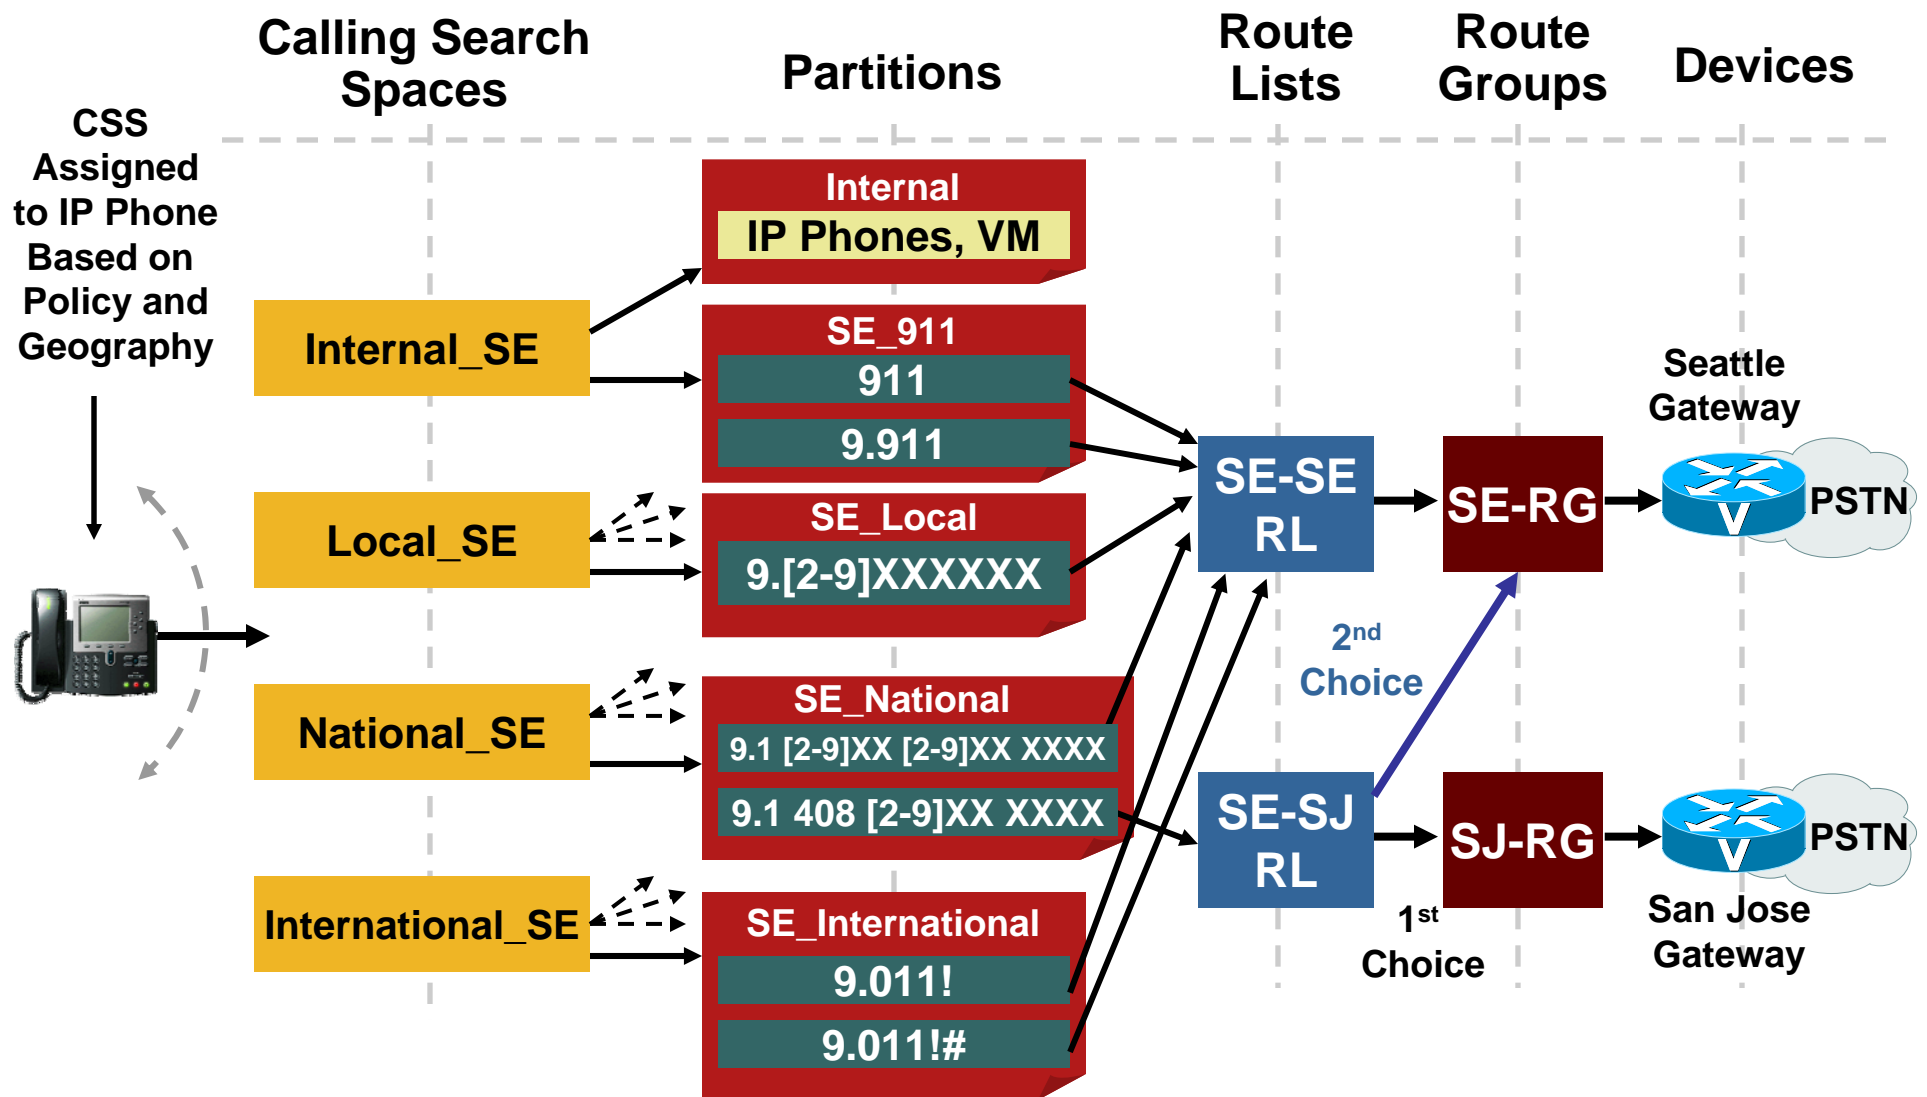 Calling Search
Spaces
Partitions
Route
Lists
Route
Groups
Devices
CSS
Assigned
to IP Phone
Based on
Policy and
Geography
Internal_SE
Local_SE
National_SE
International_SE
Internal
IP Phones, VM
SE_911
911
9.911
SE_Local
9.[2-9]XXXXXX
SE_National
9.1 [2-9]XX [2-9]XX XXXX
9.1 408 [2-9]XX XXXX
SE_International
9.011!
9.011!#
SE-SE
RL
SE-SJ
RL
2nd
Choice
1st
Choice
SE-RG
SJ-RG
Seattle
Gateway
V
PSTN
V
PSTN
San Jose
Gateway